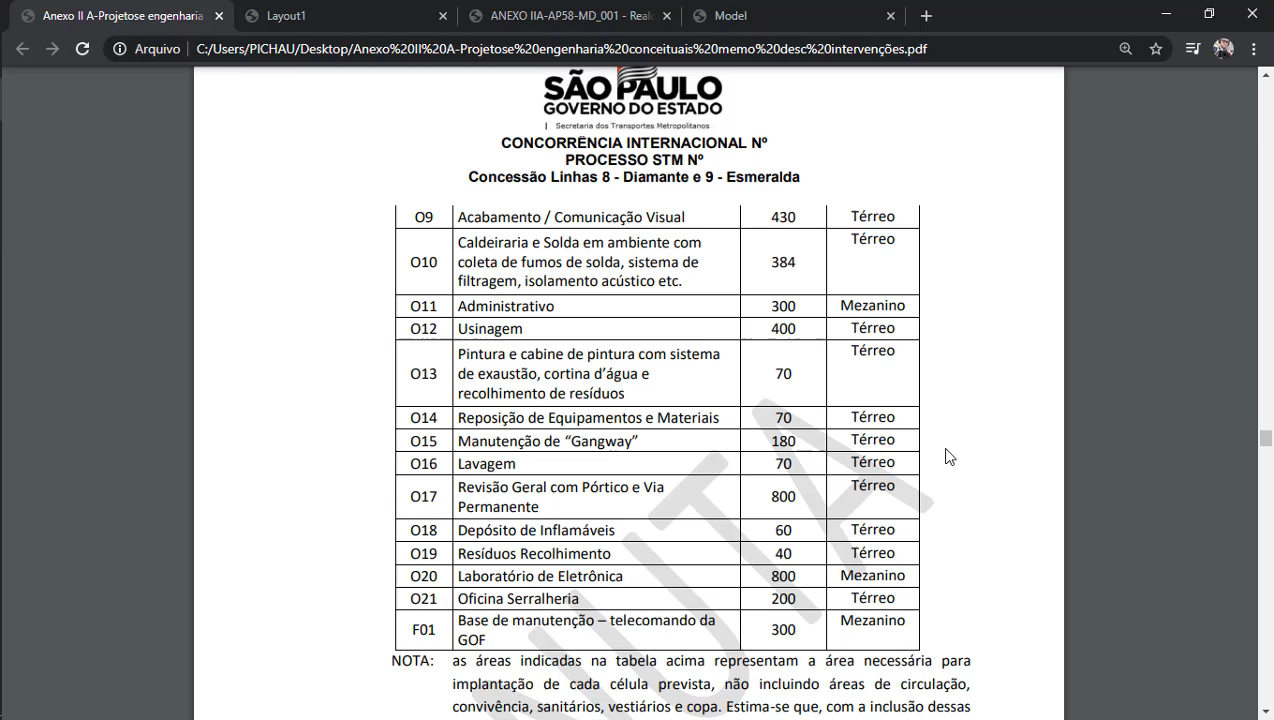 Anexo II A-Projetose engenharia
Layout1
ANEXO IIA-AP58-MD_001 - Realo
Model
Arquivo
C:/Users/PICHAU/Desktop/Anexo%20II%20A-Projetose%20engenharia%20conceituais%20memo%20desc%20intervenções.pdf
SÃO PAULO
GOVERNO DO ESTADO
Secretaria dos Transportes Metropolitanos
CONCORRÊNCIA INTERNACIONAL Nº
PROCESSO STM Nº
Concessão Linhas 8 - Diamante e 9 - Esmeralda
O9 Acabamento / Comunicação Visual 430 Térreo
O10 Caldeiraria e Solda em ambiente com coleta de fumos de solda, sistema de filtragem, isolamento acústico etc. 384 Térreo
O11 Administrativo 300 Mezanino
O12 Usinagem 400 Térreo
O13 Pintura e cabine de pintura com sistema de exaustão, cortina d’água e recolhimento de resíduos 70 Térreo
O14 Reposição de Equipamentos e Materiais 70 Térreo
O15 Manutenção de “Gangway” 180 Térreo
O16 Lavagem 70 Térreo
O17 Revisão Geral com Pórtico e Via Permanente 800 Térreo
O18 Depósito de Inflamáveis 60 Térreo
O19 Resíduos Recolhimento 40 Térreo
O20 Laboratório de Eletrônica 800 Mezanino
O21 Oficina Serralheria 200 Térreo
F01 Base de manutenção – telecomando da GOF 300 Mezanino
NOTA: as áreas indicadas na tabela acima representam a área necessária para
implantação de cada célula prevista, não incluindo áreas de circulação,
convivência, sanitários, vestiários e copa. Estima-se que, com a inclusão dessas
NUTA